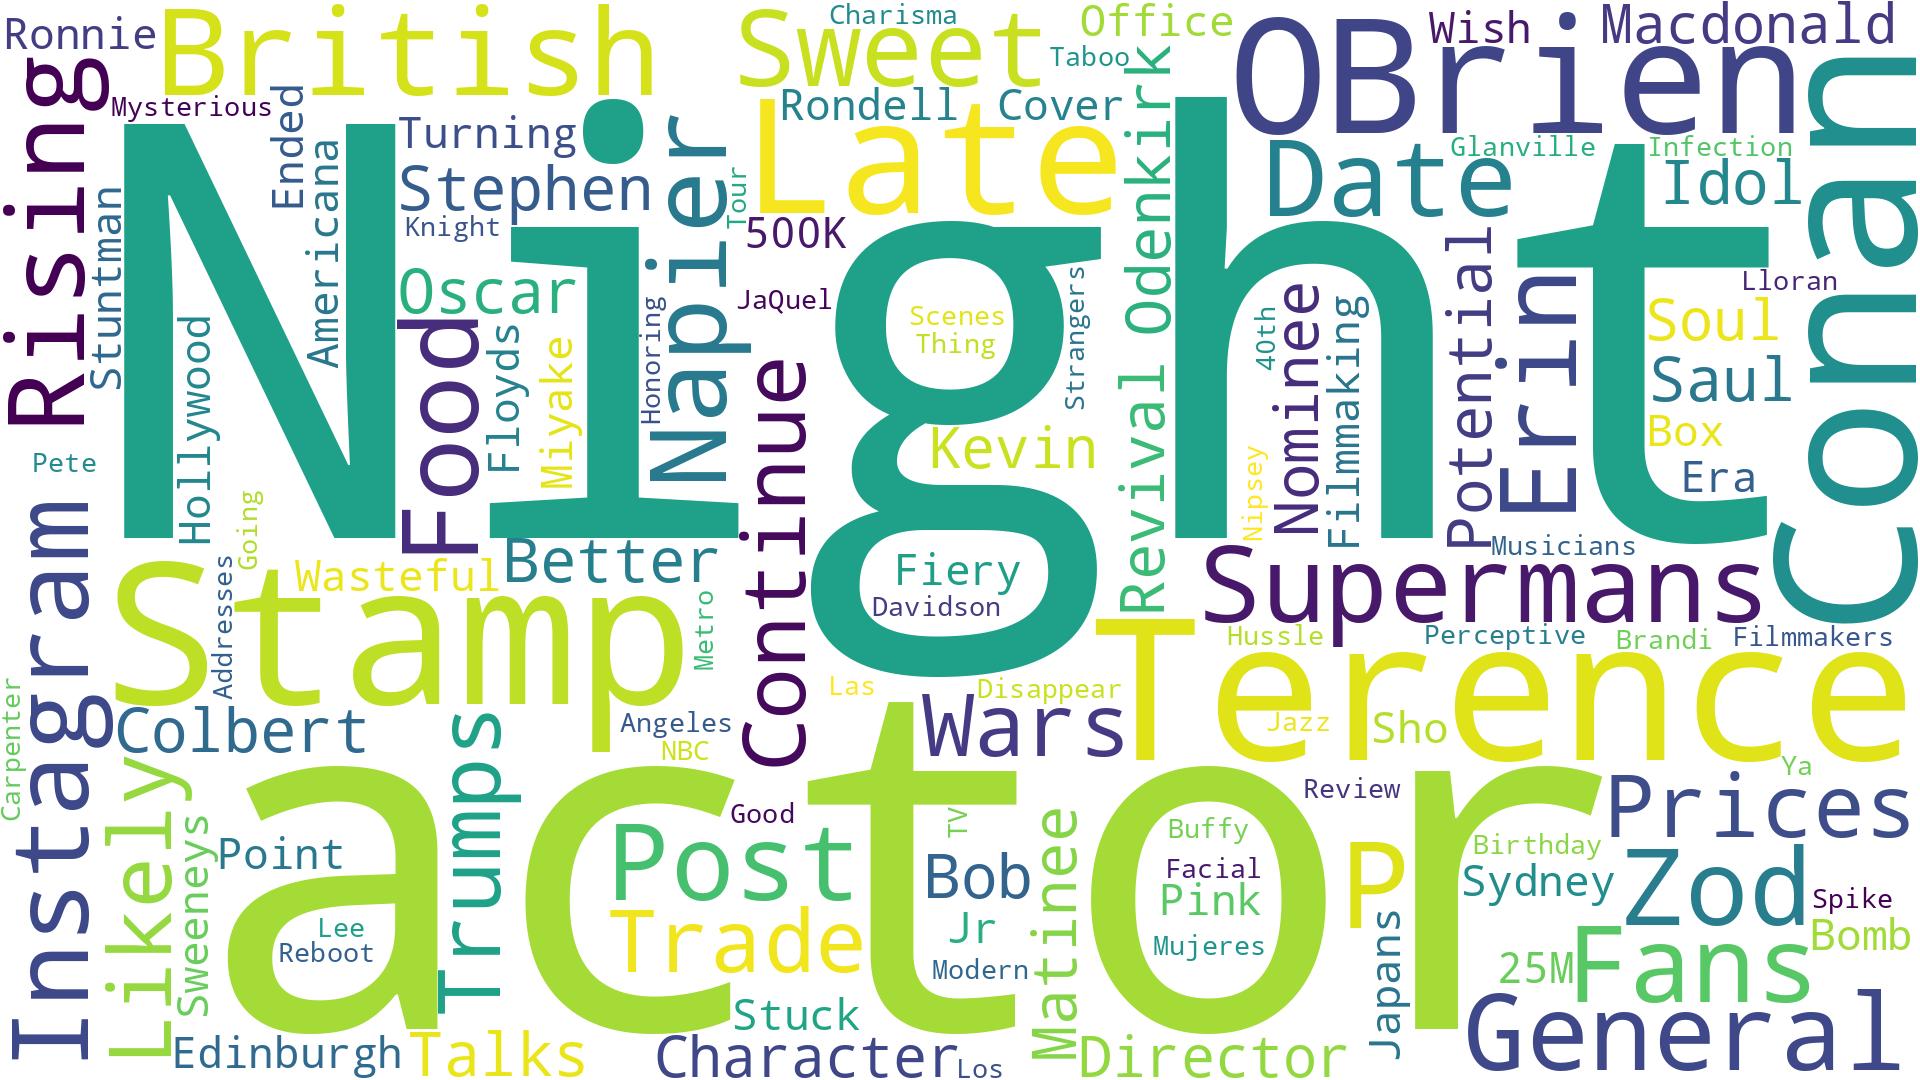 Ronnie
British
Sweet
Charisma
Office
Taboo
OBrien
Wish
Macdonald
Rising
Mysterious
Ended
Turning
Stephen
Knight
Napier
Tour
Rondell
Cover
Late
500K
Odenkirk
Date
Glanville
Infection
Idol
Conan
Stuntman
Americana
Night
Oscar
Food
Floyds
Miyake
Honoring
JaQuel
Scenes
Thing
Strangers
Revival
40th
Nominee
Filmmaking
Potential
Erin
Lloran
Soul
Saul
Box
Era
Hollywood
Pete
Going
Continue
Kevin
Nipsey
Musicians
Instagram
Wasteful
Better
Fiery
Davidson
Supermans
Stamp
Addresses
Metro
Terence
Hussle
Perceptive
Brandi
Filmmakers
Carpenter
Colbert
Las
Disappear
Angeles
NBC
Wars
Jazz
Sho
Likely
Trumps
actor
Review
Ya
Prices
Sweeneys
Point
Good
Post
TV
Matinee
Buffy
Facial
Pink
Mujeres
P
Birthday
Sydney
Zod
Spike
Bomb
Lee
Reboot
Trade
Bob
Jr
Modern
Japans
25M
Fans
Stuck
Edinburgh
Talks
Character
Los
Director
General